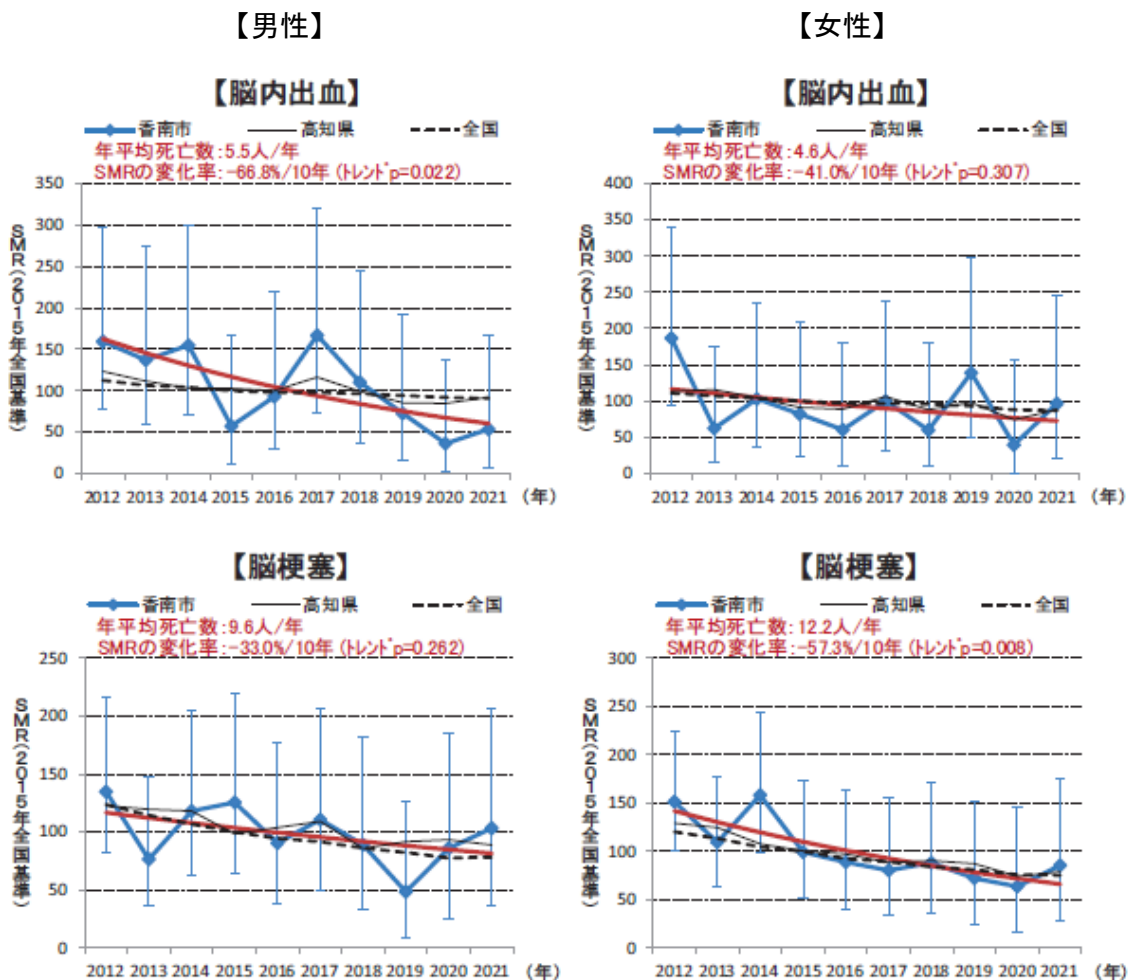 【男性】
【女性】
【脳内出血】
香南市 高知県 全国
年平均死亡数:5.5人/年
SMRの変化率:-66.8%/10年 (トレンドp=0.022)
SMR(2015年全国基準)
350
300
250
200
150
100
50
0
2012 2013 2014 2015 2016 2017 2018 2019 2020 2021 (年)
【脳内出血】
香南市 高知県 全国
年平均死亡数:4.6人/年
SMRの変化率:-41.0%/10年 (トレンドp=0.307)
SMR(2015年全国基準)
400
350
300
250
200
150
100
50
0
2012 2013 2014 2015 2016 2017 2018 2019 2020 2021 (年)
【脳梗塞】
香南市 高知県 全国
年平均死亡数:9.6人/年
SMRの変化率:-33.0%/10年 (トレンドp=0.262)
SMR(2015年全国基準)
250
200
150
100
50
0
2012 2013 2014 2015 2016 2017 2018 2019 2020 2021 (年)
【脳梗塞】
香南市 高知県 全国
年平均死亡数:12.2人/年
SMRの変化率:-57.3%/10年 (トレンドp=0.008)
SMR(2015年全国基準)
300
250
200
150
100
50
0
2012 2013 2014 2015 2016 2017 2018 2019 2020 2021 (年)